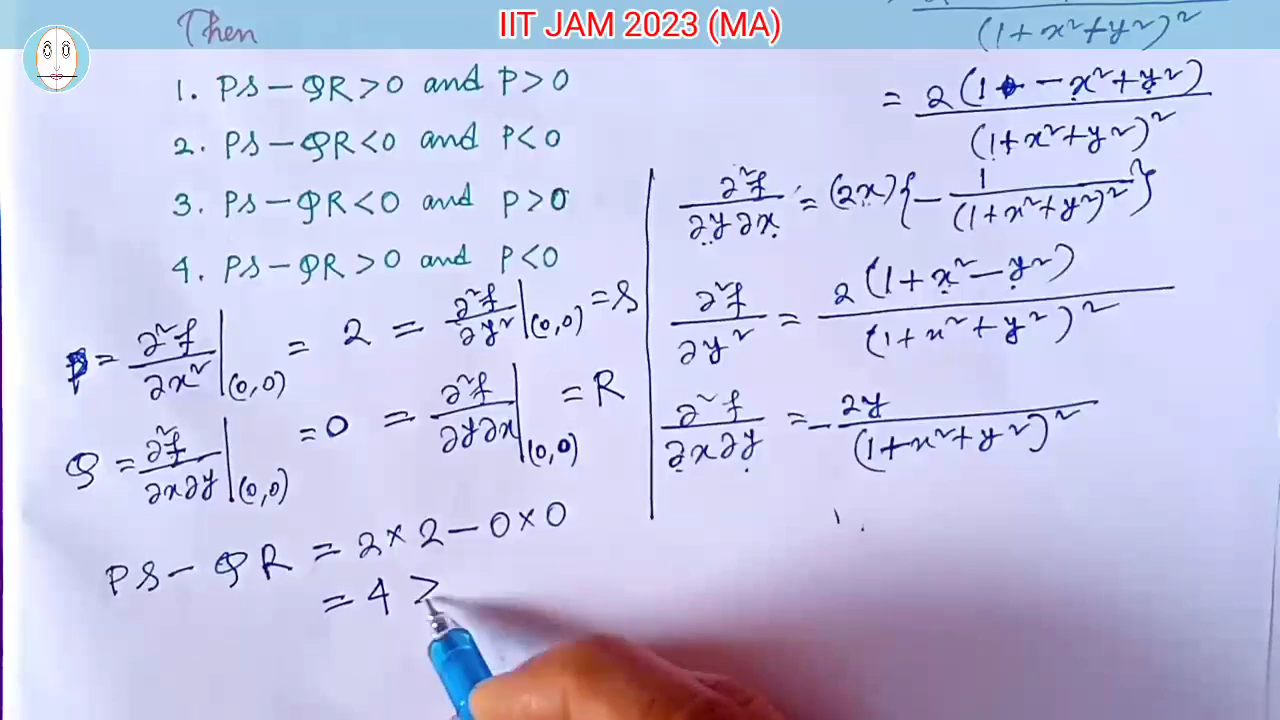 IIT JAM 2023 (MA)
Then
(1+x²+y²)²
1. PS-QR>0 and P>0
2. PS-QR<0 and P<0
3. PS-QR<0 and P>0
4. PS-QR>0 and P<0
= 2(1 - x²+y²) / (1+x²+y²)²
∂²f/∂y∂x = (2x){- 1/(1+x²+y²)²}
∂²f/∂y² = 2(1+x²-y²) / (1+x²+y²)²
∂²f/∂x∂y = - 2y/(1+x²+y²)²
P = ∂²f/∂x²|(0,0) = 2 = ∂²f/∂y²|(0,0) = S
Q = ∂²f/∂x∂y|(0,0) = 0 = ∂²f/∂y∂x|(0,0) = R
PS-QR = 2×2-0×0
= 4 >